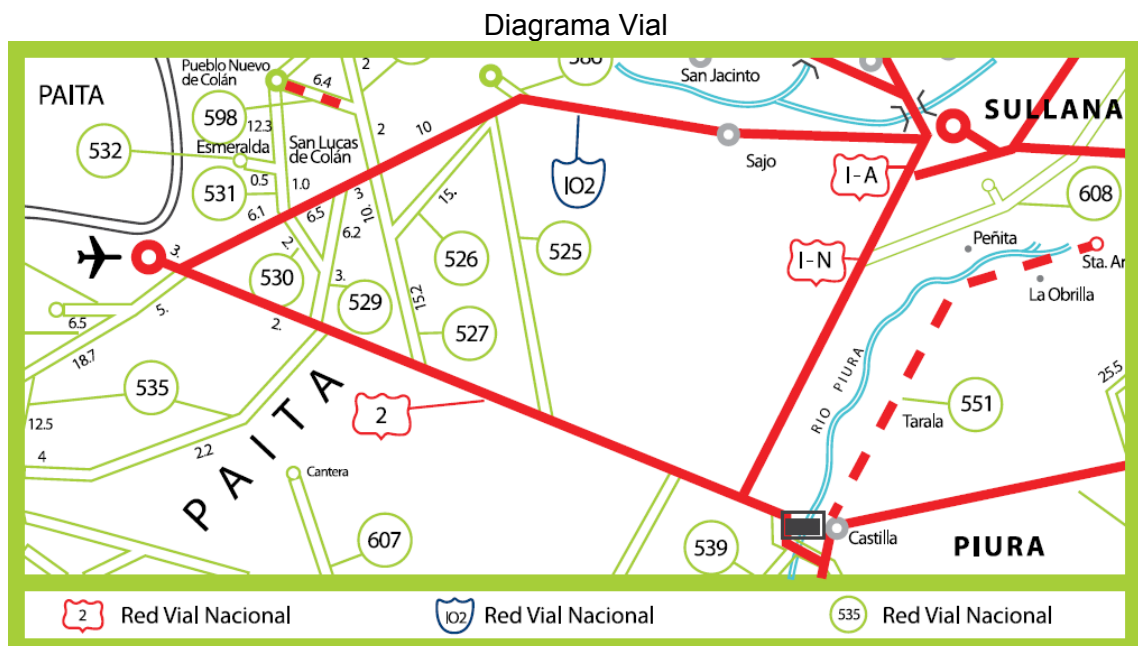 Diagrama Vial
Pueblo Nuevo
de Colán
6.4
2
586
San Jacinto
PAITA
SULLANA
598
12.3
2
10
532
Esmeralda
San Lucas
de Colán
Sajo
102
I-A
531
0.5
1.0
608
6.1
6.5
3.
10.
15.
6.2
3.
2.
526
525
I-N
Peñita
Sta. Ar
530
3.
529
15.2
La Obrilla
5.
2.
527
6.5
18.7
RIO PIURA
535
PAITA
2
551
Tarala
25.5
12.5
4
2.2
Cantera
607
539
Castilla
PIURA
2 Red Vial Nacional
102 Red Vial Nacional
535 Red Vial Nacional